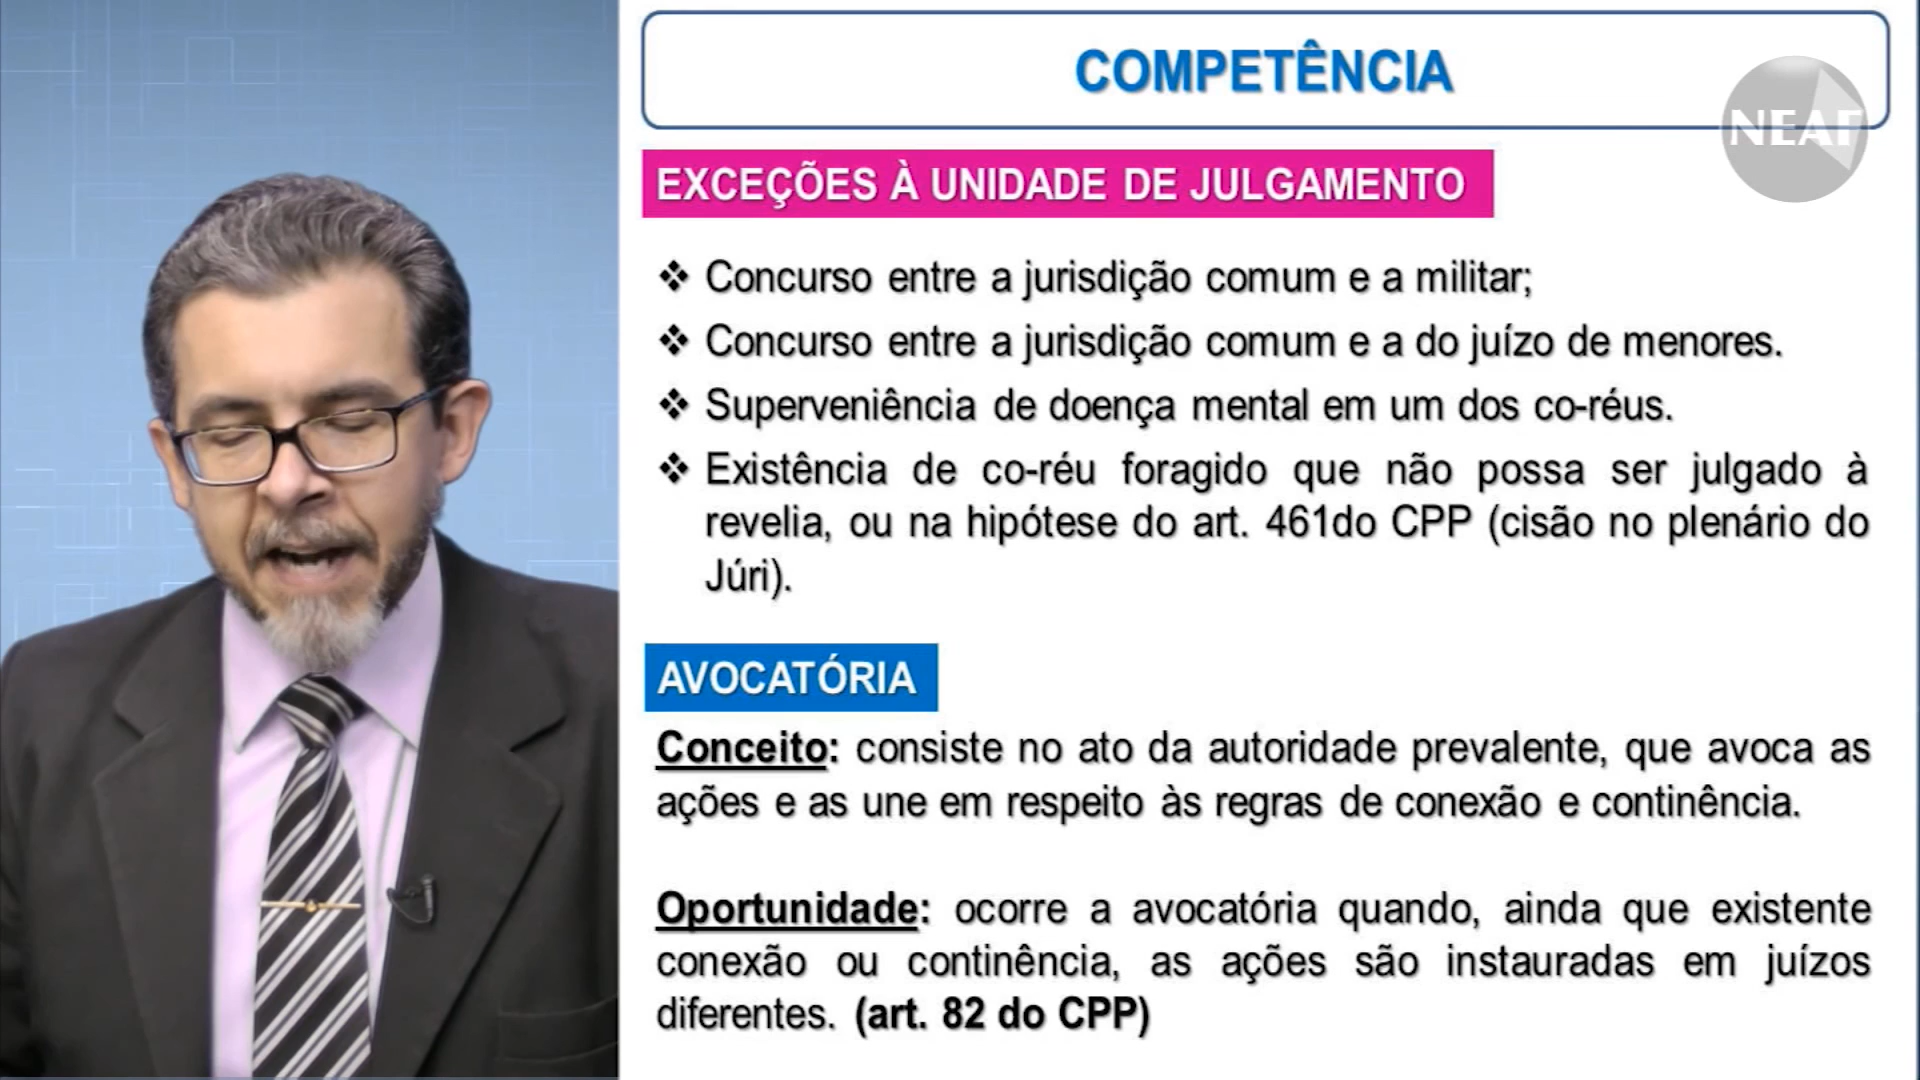 COMPETÊNCIA
NEAF
EXCEÇÕES À UNIDADE DE JULGAMENTO
❖ Concurso entre a jurisdição comum e a militar;
❖ Concurso entre a jurisdição comum e a do juízo de menores.
❖ Superveniência de doença mental em um dos co-réus.
❖ Existência de co-réu foragido que não possa ser julgado à
revelia, ou na hipótese do art. 461do CPP (cisão no plenário do
Júri).
AVOCATÓRIA
Conceito: consiste no ato da autoridade prevalente, que avoca as
ações e as une em respeito às regras de conexão e continência.
Oportunidade: ocorre a avocatória quando, ainda que existente
conexão ou continência, as ações são instauradas em juízos
diferentes. (art. 82 do CPP)